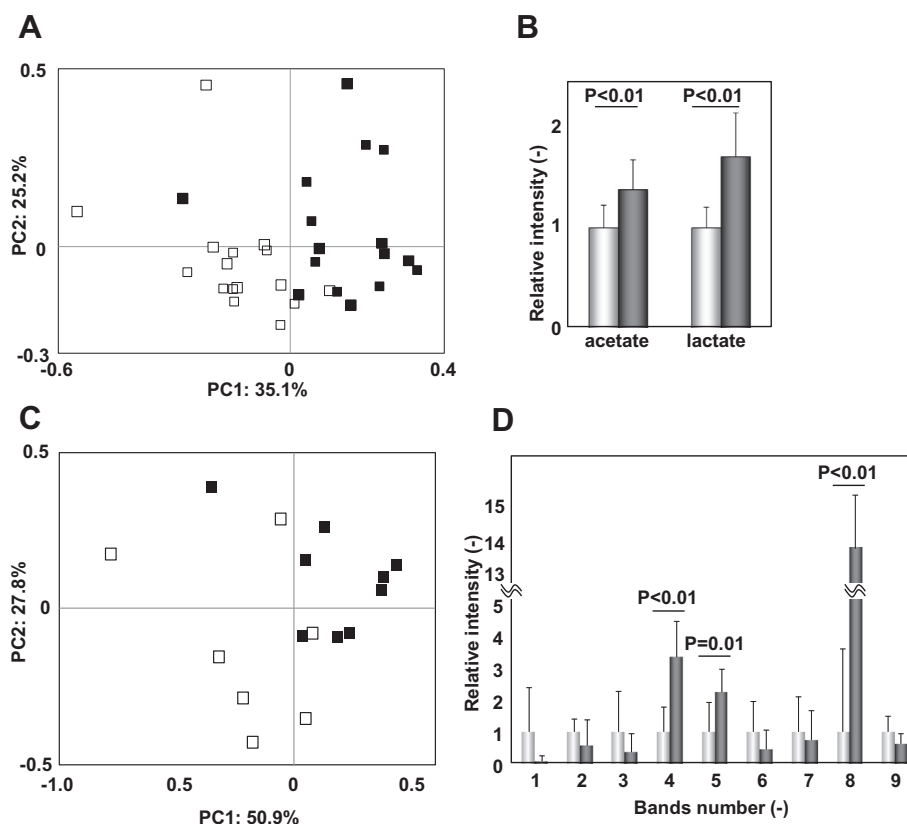 A
0.5
0
-0.3
-0.6
0
0.4
PC2: 25.2%
PC1: 35.1%
B
P<0.01
P<0.01
2
1
0
Relative intensity (-)
acetate
lactate
C
0.5
0
-0.5
-1.0
0.5
0
0.5
PC2: 27.8%
PC1: 50.9%
D
P<0.01
P<0.01
P=0.01
15
14
13
5
4
3
2
1
0
Relative intensity (-)
1 2 3 4 5 6 7 8 9
Bands number (-)